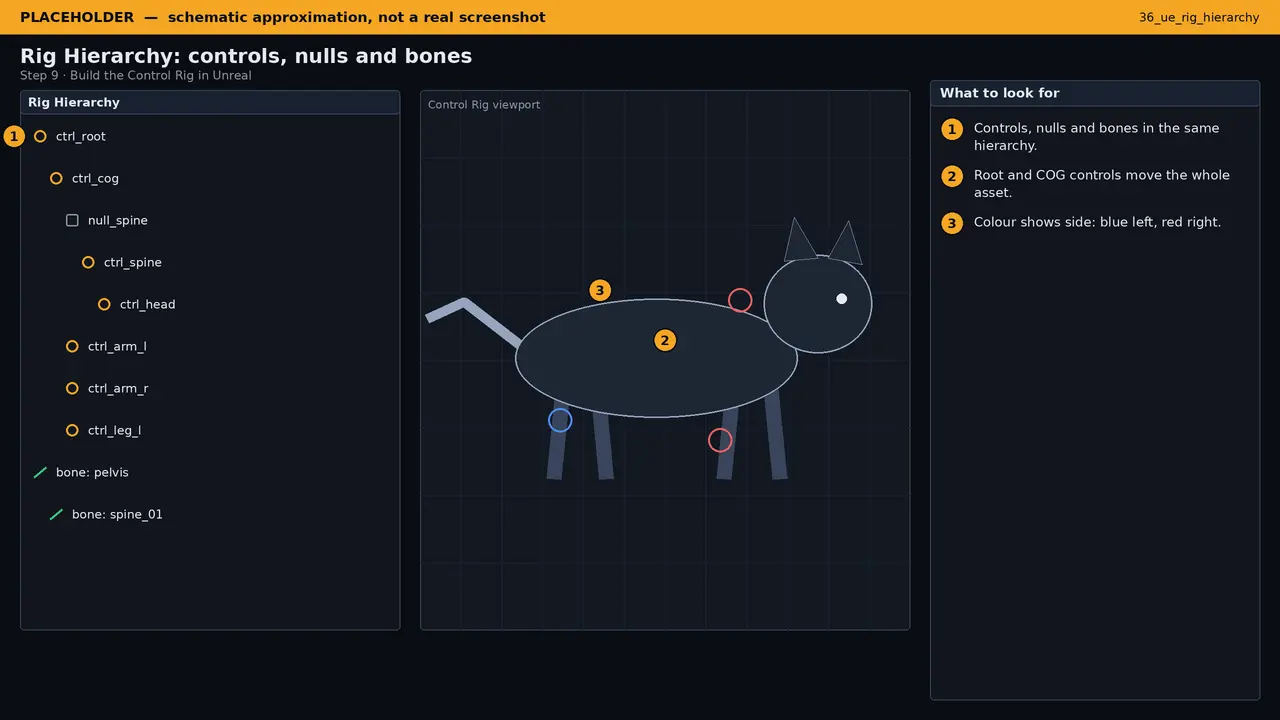 PLACEHOLDER — schematic approximation, not a real screenshot
36_ue_rig_hierarchy
Rig Hierarchy: controls, nulls and bones
Step 9 · Build the Control Rig in Unreal
Rig Hierarchy
1
ctrl_root
ctrl_cog
null_spine
ctrl_spine
ctrl_head
ctrl_arm_l
ctrl_arm_r
ctrl_leg_l
bone: pelvis
bone: spine_01
Control Rig viewport
3
2
What to look for
1 Controls, nulls and bones in the same
hierarchy.
2 Root and COG controls move the whole
asset.
3 Colour shows side: blue left, red right.